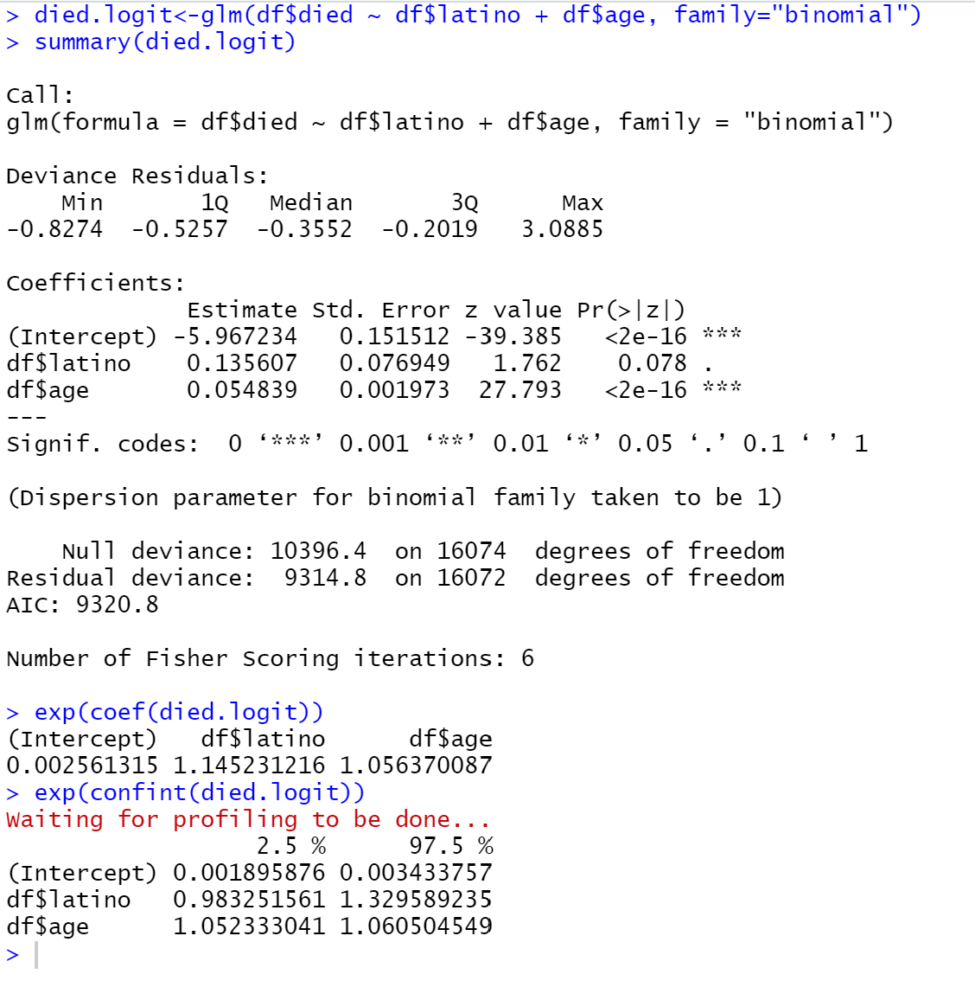 > died.logit<-glm(df$died ~ df$latino + df$age, family="binomial")
> summary(died.logit)
Call:
glm(formula = df$died ~ df$latino + df$age, family = "binomial")
Deviance Residuals:
    Min       1Q   Median       3Q      Max
-0.8274  -0.5257  -0.3552  -0.2019   3.0885
Coefficients:
             Estimate Std. Error z value Pr(>|z|)
(Intercept) -5.967234   0.151512 -39.385   <2e-16 ***
df$latino    0.135607   0.076949   1.762    0.078 .
df$age       0.054839   0.001973  27.793   <2e-16 ***
---
Signif. codes:  0 ‘***’ 0.001 ‘**’ 0.01 ‘*’ 0.05 ‘.’ 0.1 ‘ ’ 1
(Dispersion parameter for binomial family taken to be 1)
    Null deviance: 10396.4  on 16074  degrees of freedom
Residual deviance:  9314.8  on 16072  degrees of freedom
AIC: 9320.8
Number of Fisher Scoring iterations: 6
> exp(coef(died.logit))
(Intercept)   df$latino      df$age
0.002561315 1.145231216 1.056370087
> exp(confint(died.logit))
Waiting for profiling to be done...
                  2.5 %      97.5 %
(Intercept) 0.001895876 0.003433757
df$latino   0.983251561 1.329589235
df$age      1.052333041 1.060504549
>